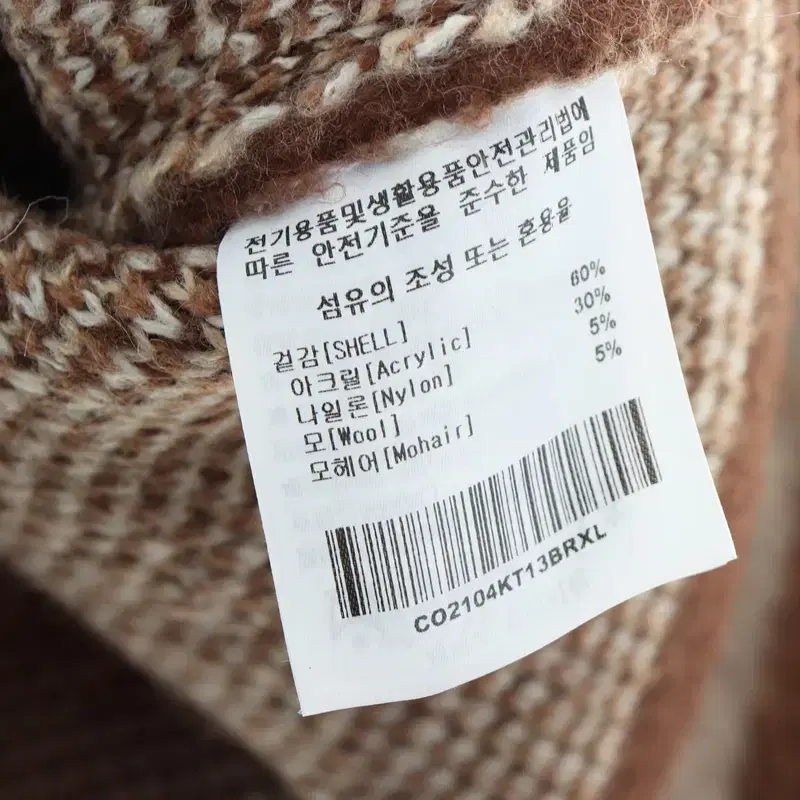 전기용품및생활용품안전관리법에
따른 안전기준을 준수한 제품임
섬유의 조성 또는 혼용율
겉감[SHELL]
아크릴[Acrylic] 60%
나일론[Nylon] 30%
모[Wool] 5%
모헤어[Mohair] 5%
CO2104KT13BRXL